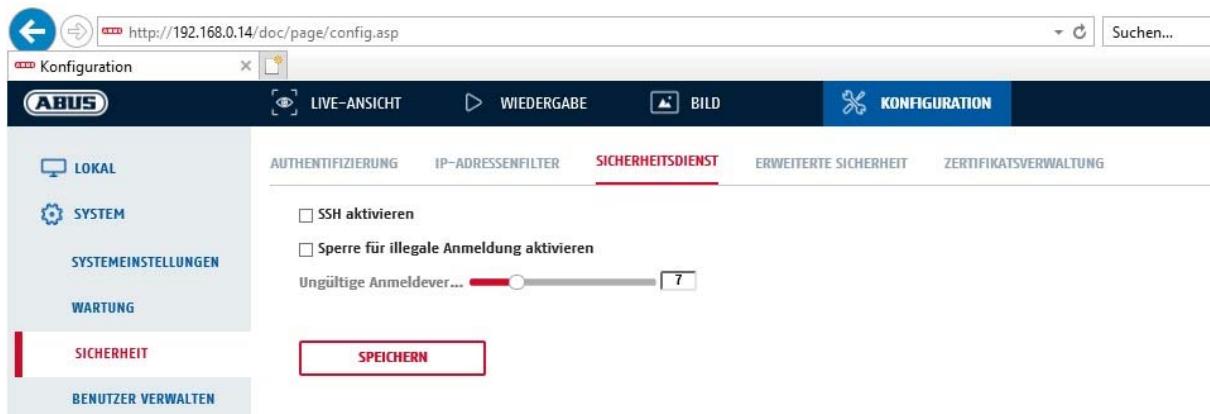 http://192.168.0.14/doc/page/config.asp
Suchen...
Konfiguration
ABUS
LIVE-ANSICHT
WIEDERGABE
BILD
KONFIGURATION
LOKAL
SYSTEM
SYSTEMEINSTELLUNGEN
WARTUNG
SICHERHEIT
BENUTZER VERWALTEN
AUTHENTIFIZIERUNG
IP-ADRESSENFILTER
SICHERHEITSDIENST
ERWEITERTE SICHERHEIT
ZERTIFIKATSVERWALTUNG
SSH aktivieren
Sperre für illegale Anmeldung aktivieren
Ungültige Anmeldever... 7
SPEICHERN